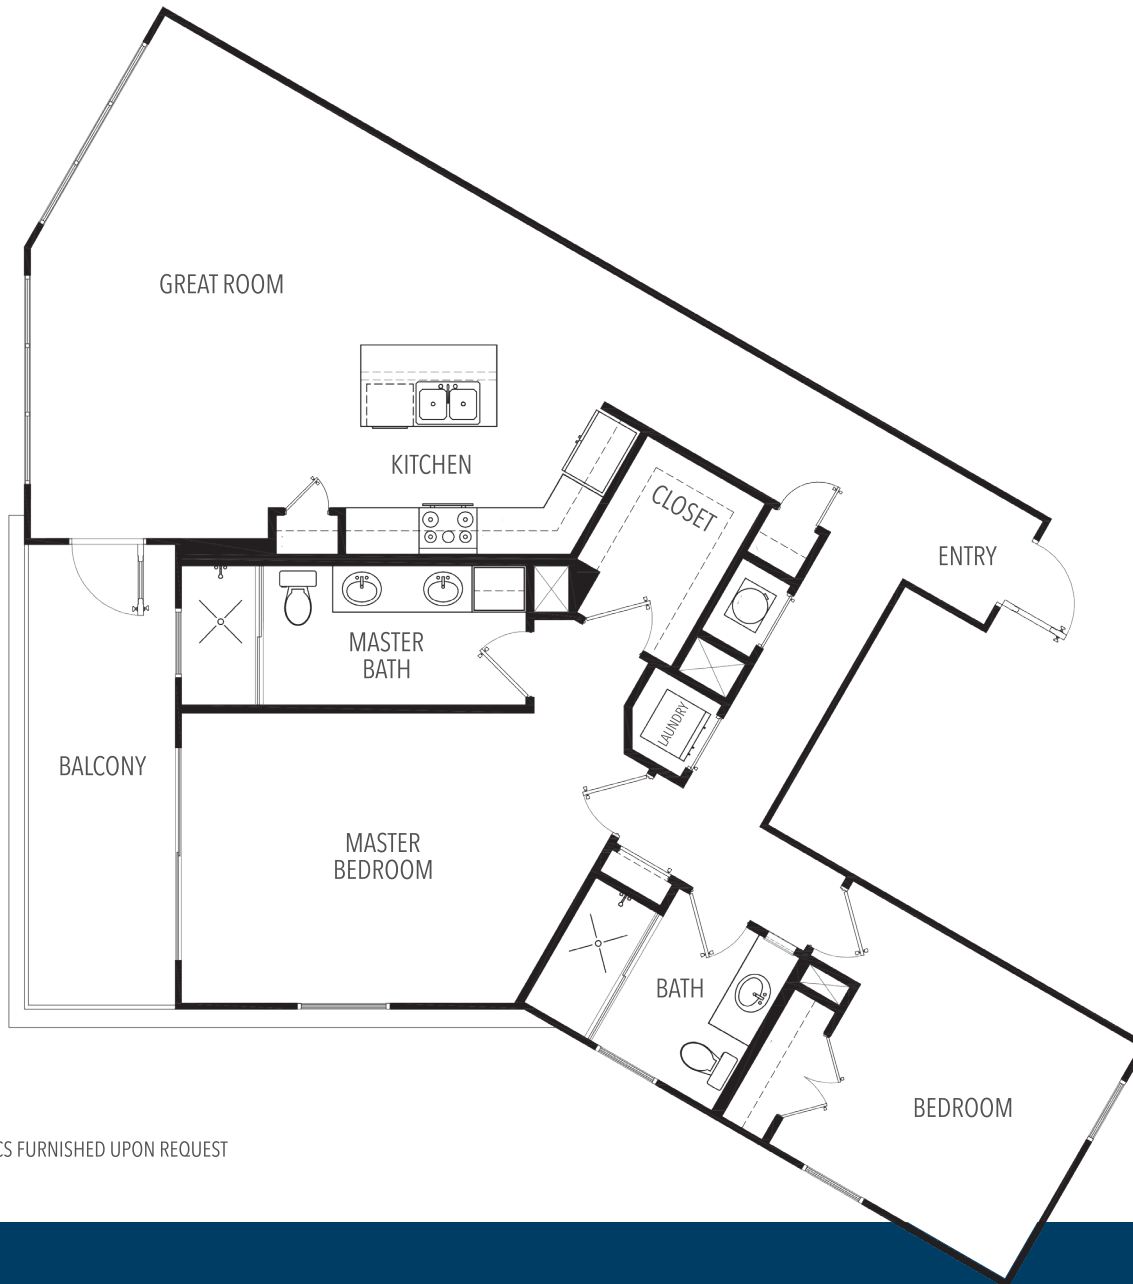 GREAT ROOM
KITCHEN
CLOSET
ENTRY
MASTER
BATH
LAUNDRY
BALCONY
MASTER
BEDROOM
BATH
BEDROOM
CS FURNISHED UPON REQUEST